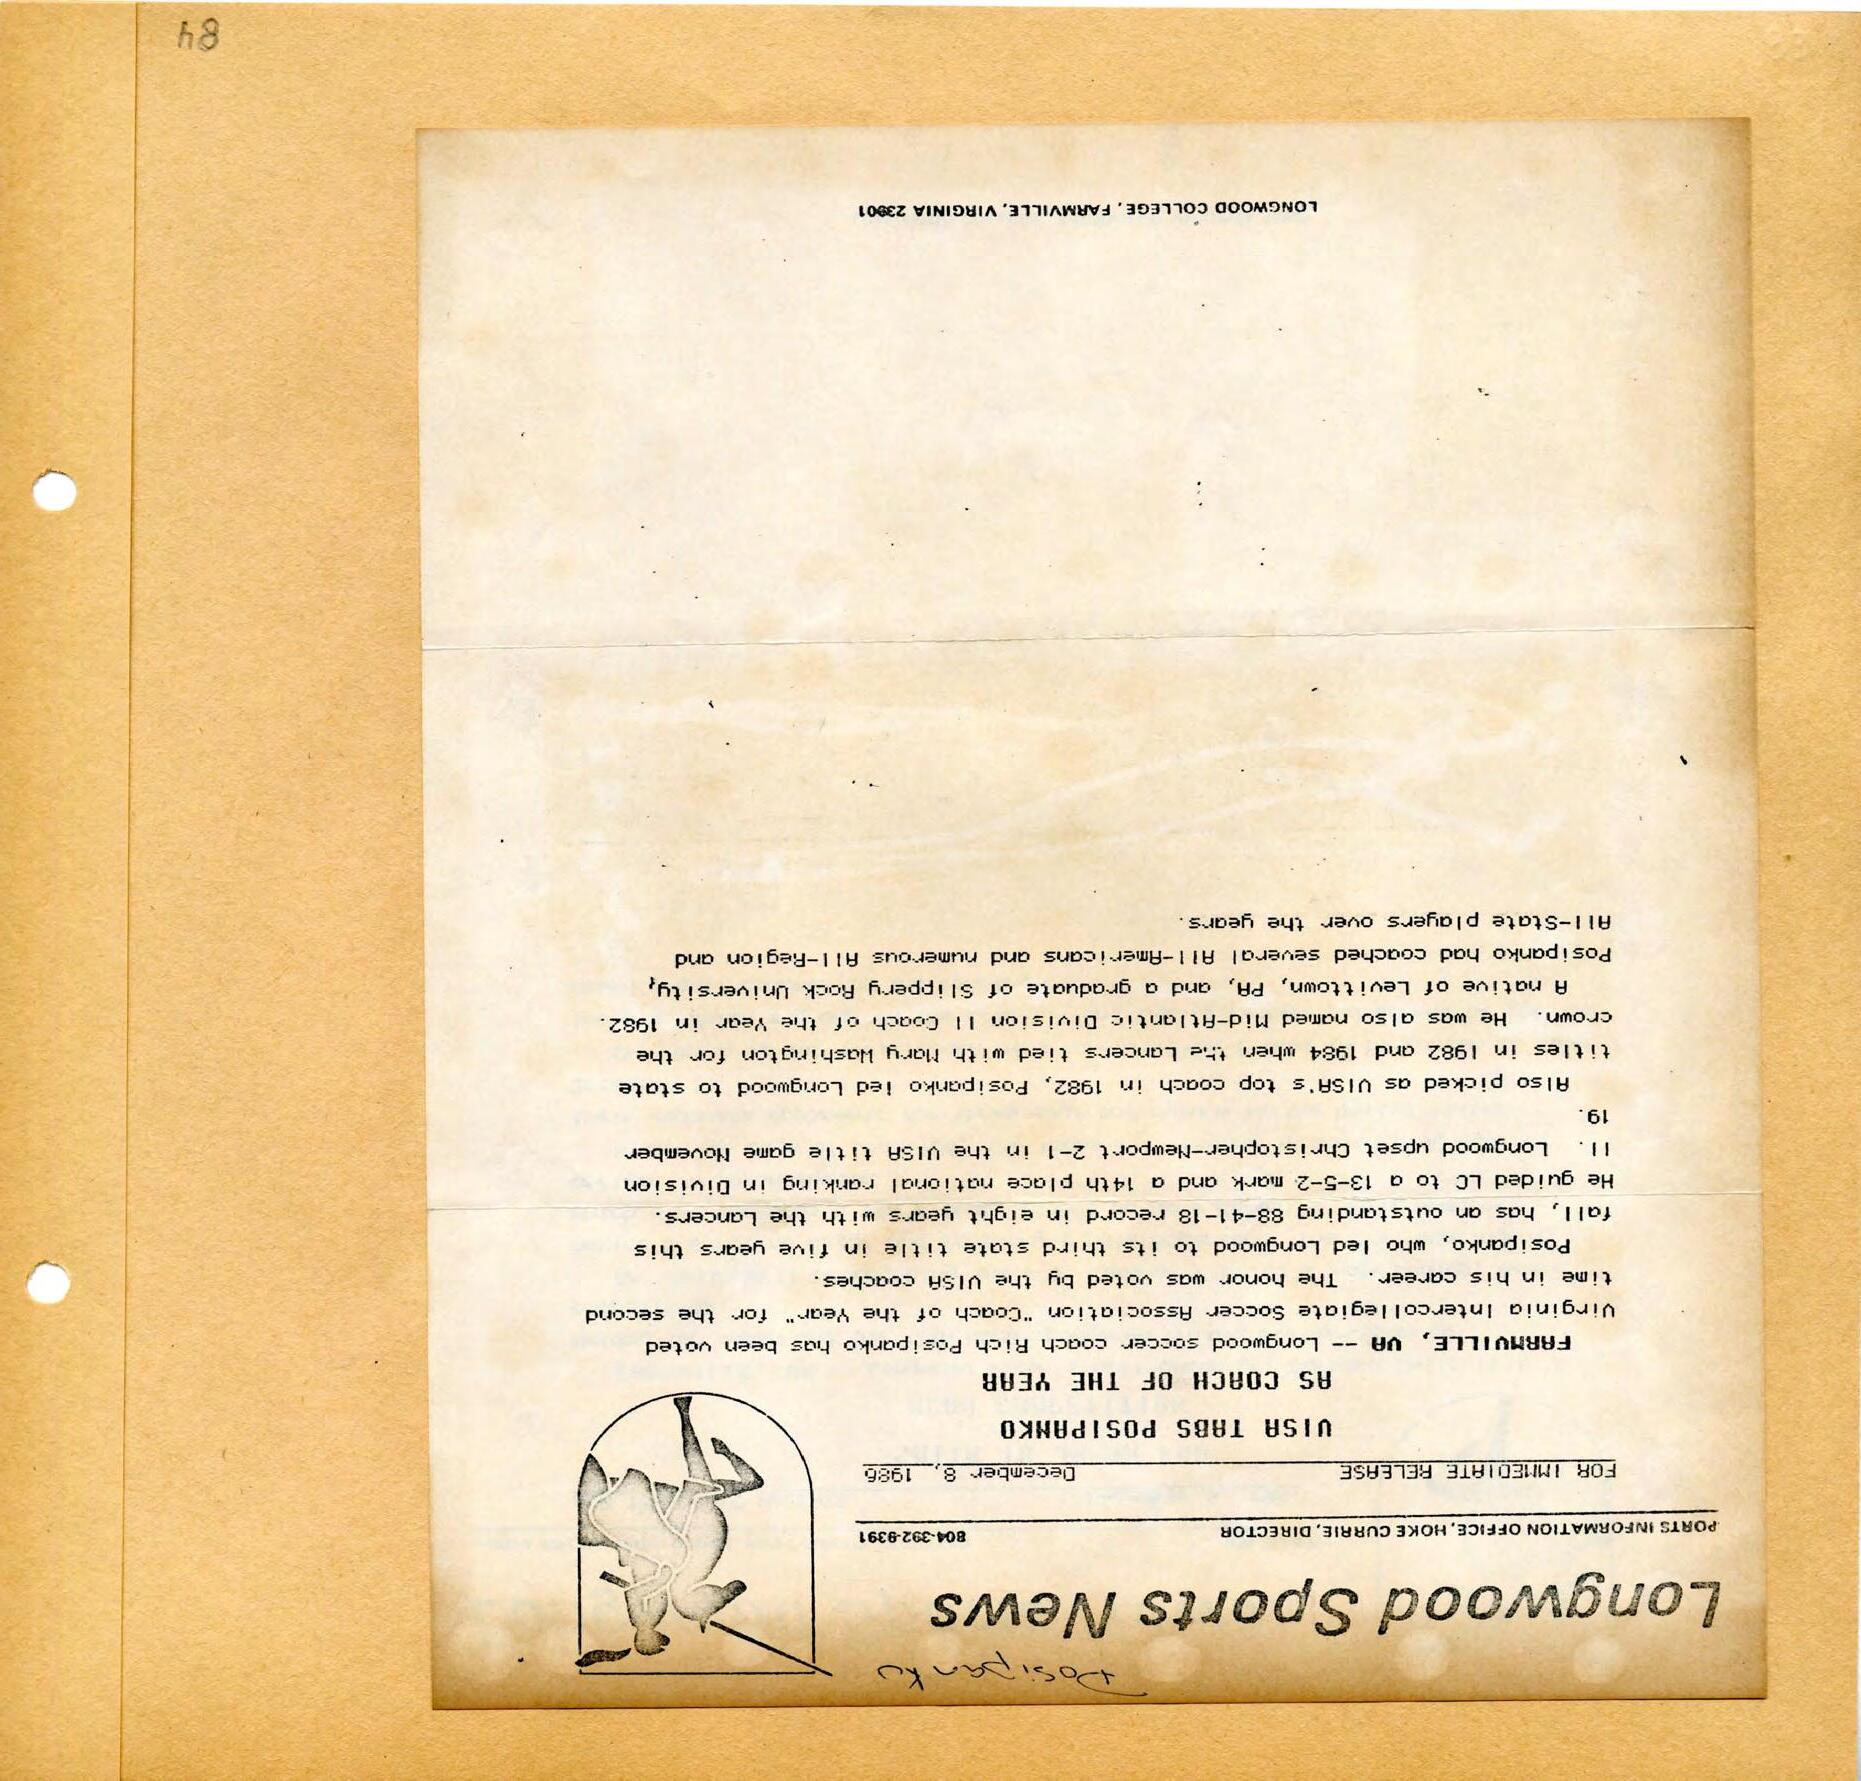 84
Posipanko
Longwood Sports News
PORTS INFORMATION OFFICE, HOKE CURRIE, DIRECTOR 804-392-9391
FOR IMMEDIATE RELEASE December 8, 1986
VISA TABS POSIPANKO
AS COACH OF THE YEAR
FARMVILLE, VA -- Longwood soccer coach Rich Posipanko has been voted
Virginia Intercollegiate Soccer Association "Coach of the Year" for the second
time in his career. The honor was voted by the VISA coaches.
Posipanko, who led Longwood to its third state title in five years this
fall, has an outstanding 88-41-18 record in eight years with the Lancers.
He guided LC to a 13-5-2 mark and a 14th place national ranking in Division
II. Longwood upset Christopher-Newport 2-1 in the VISA title game November
19.
Also picked as VISA's top coach in 1982, Posipanko led Longwood to state
titles in 1982 and 1984 when the Lancers tied with Mary Washington for the
crown. He was also named Mid-Atlantic Division II Coach of the Year in 1982.
A native of Levittown, PA, and a graduate of Slippery Rock University,
Posipanko had coached several All-Americans and numerous All-Region and
All-State players over the years.
LONGWOOD COLLEGE, FARMVILLE, VIRGINIA 23901